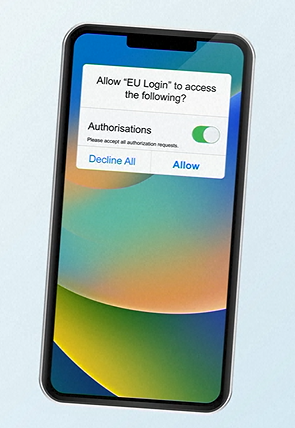 Allow “EU Login” to access
the following?
Authorisations
Please accept all authorization requests.
Decline All
Allow